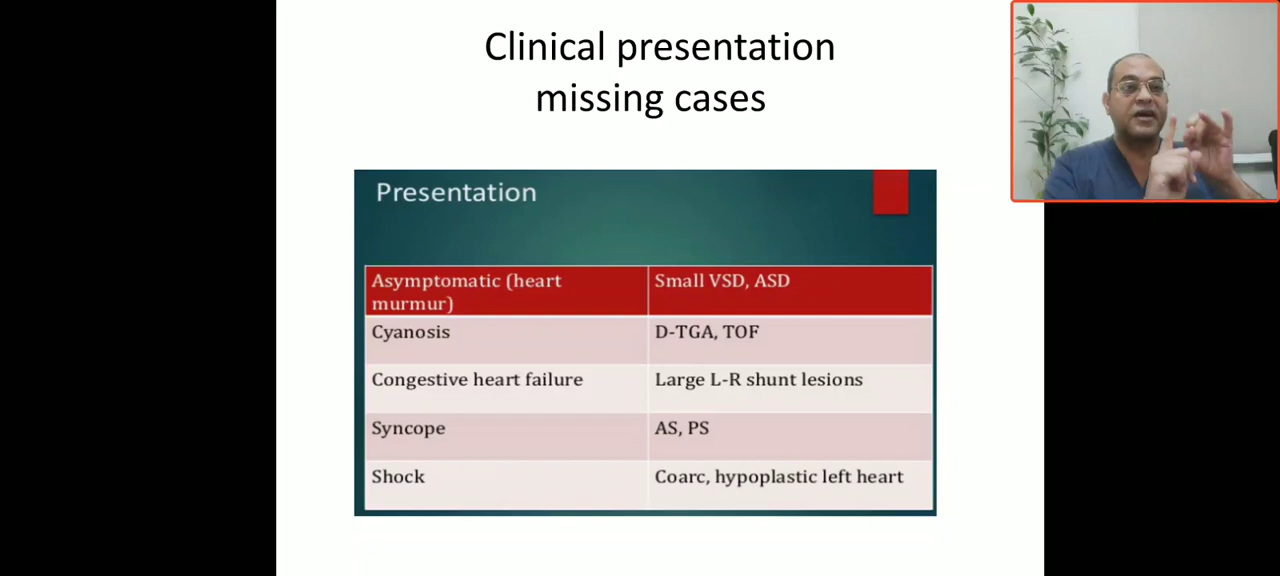 Clinical presentation
missing cases
Presentation
Asymptomatic (heart
murmur)
Small VSD, ASD
Cyanosis
D-TGA, TOF
Congestive heart failure
Large L-R shunt lesions
Syncope
AS, PS
Shock
Coarc, hypoplastic left heart